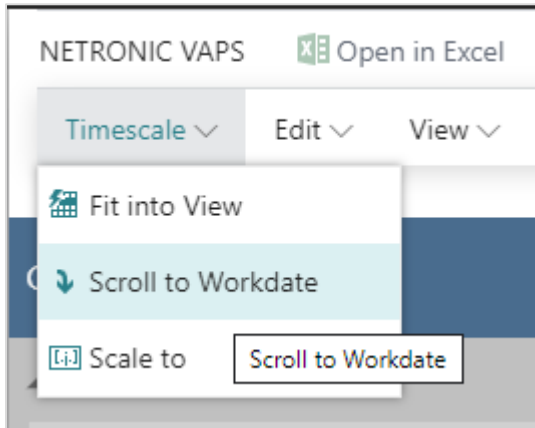 NETRONIC VAPS Open in Excel
Timescale Edit View
Fit into View
Scroll to Workdate
Scale to
Scroll to Workdate